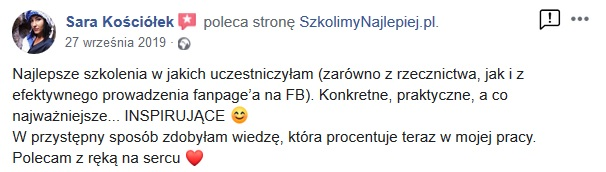 Sara Kościółek poleca stronę SzkolimyNajlepiej.pl.
27 września 2019 ·
Najlepsze szkolenia w jakich uczestniczyłam (zarówno z rzecznictwa, jak i z
efektywnego prowadzenia fanpage’a na FB). Konkretne, praktyczne, a co
najważniejsze... INSPIRUJĄCE 😊
W przystępny sposób zdobyłam wiedzę, która procentuje teraz w mojej pracy.
Polecam z ręką na sercu ❤️